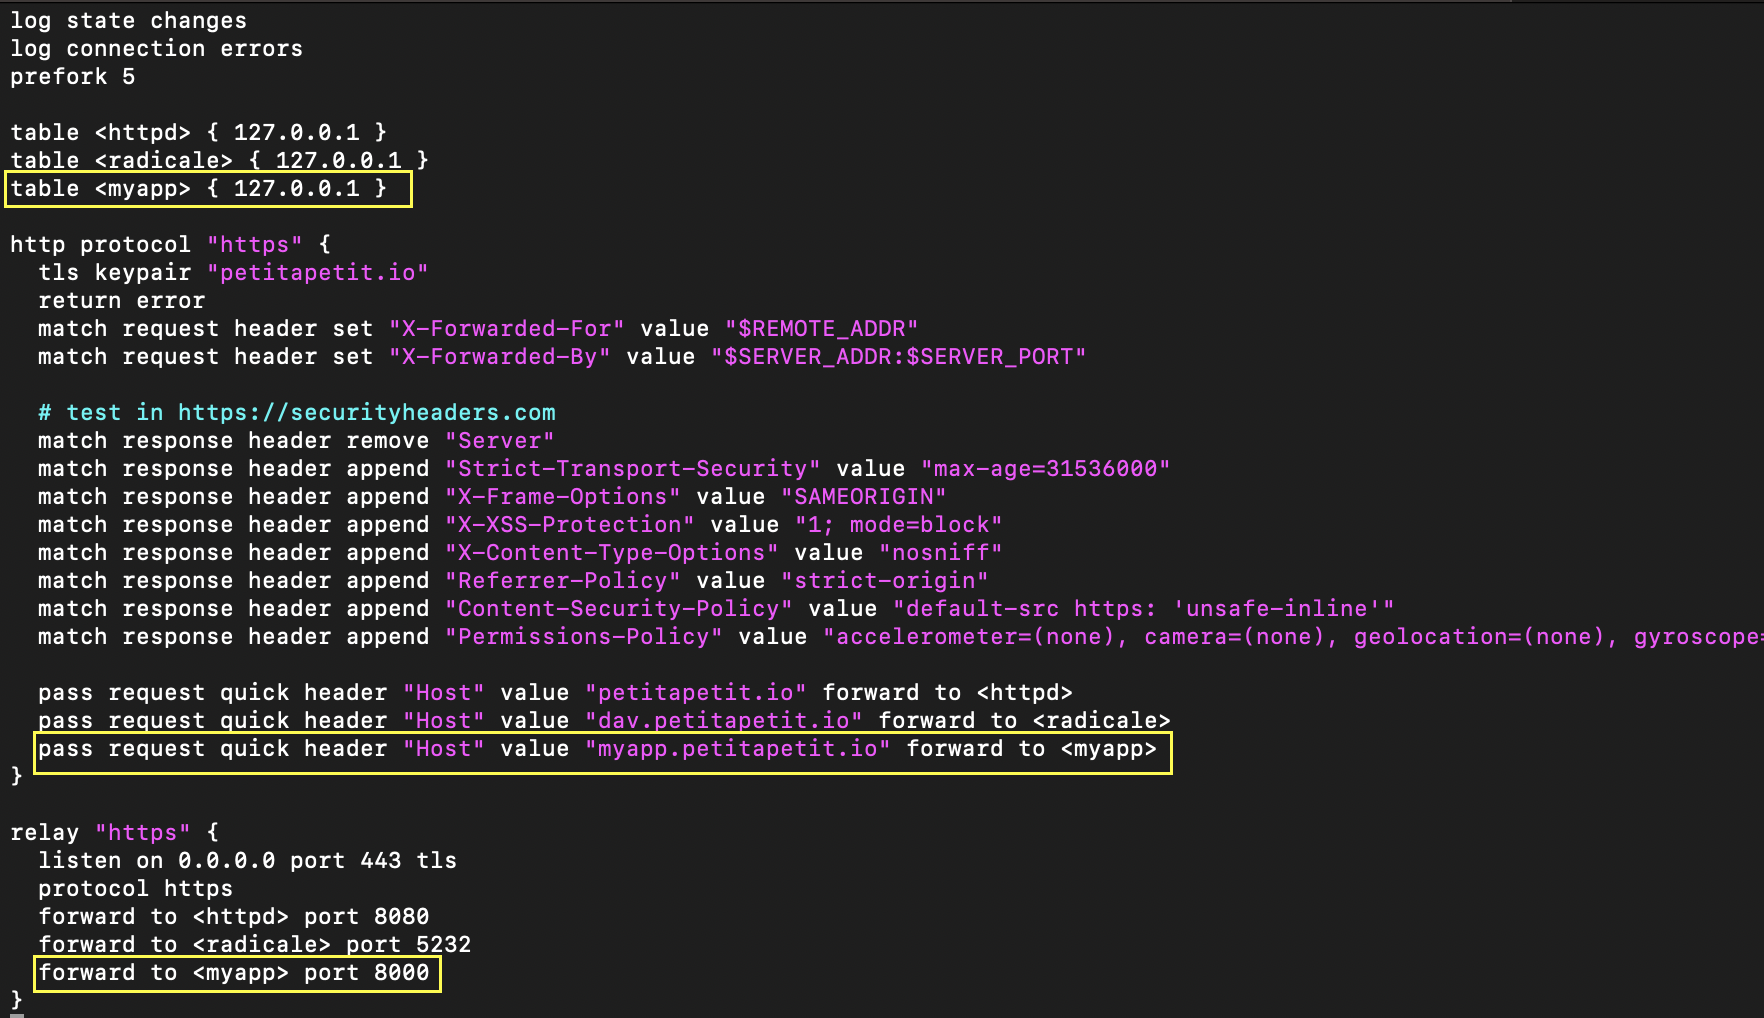 log state changes
log connection errors
prefork 5
table <httpd> { 127.0.0.1 }
table <radicale> { 127.0.0.1 }
table <myapp> { 127.0.0.1 }
http protocol "https" {
tls keypair "petitapetit.io"
return error
match request header set "X-Forwarded-For" value "$REMOTE_ADDR"
match request header set "X-Forwarded-By" value "$SERVER_ADDR:$SERVER_PORT"
# test in https://securityheaders.com
match response header remove "Server"
match response header append "Strict-Transport-Security" value "max-age=31536000"
match response header append "X-Frame-Options" value "SAMEORIGIN"
match response header append "X-XSS-Protection" value "1; mode=block"
match response header append "X-Content-Type-Options" value "nosniff"
match response header append "Referrer-Policy" value "strict-origin"
match response header append "Content-Security-Policy" value "default-src https: 'unsafe-inline'"
match response header append "Permissions-Policy" value "accelerometer=(none), camera=(none), geolocation=(none), gyroscope=
pass request quick header "Host" value "petitapetit.io" forward to <httpd>
pass request quick header "Host" value "dav.petitapetit.io" forward to <radicale>
pass request quick header "Host" value "myapp.petitapetit.io" forward to <myapp>
}
relay "https" {
listen on 0.0.0.0 port 443 tls
protocol https
forward to <httpd> port 8080
forward to <radicale> port 5232
forward to <myapp> port 8000
}